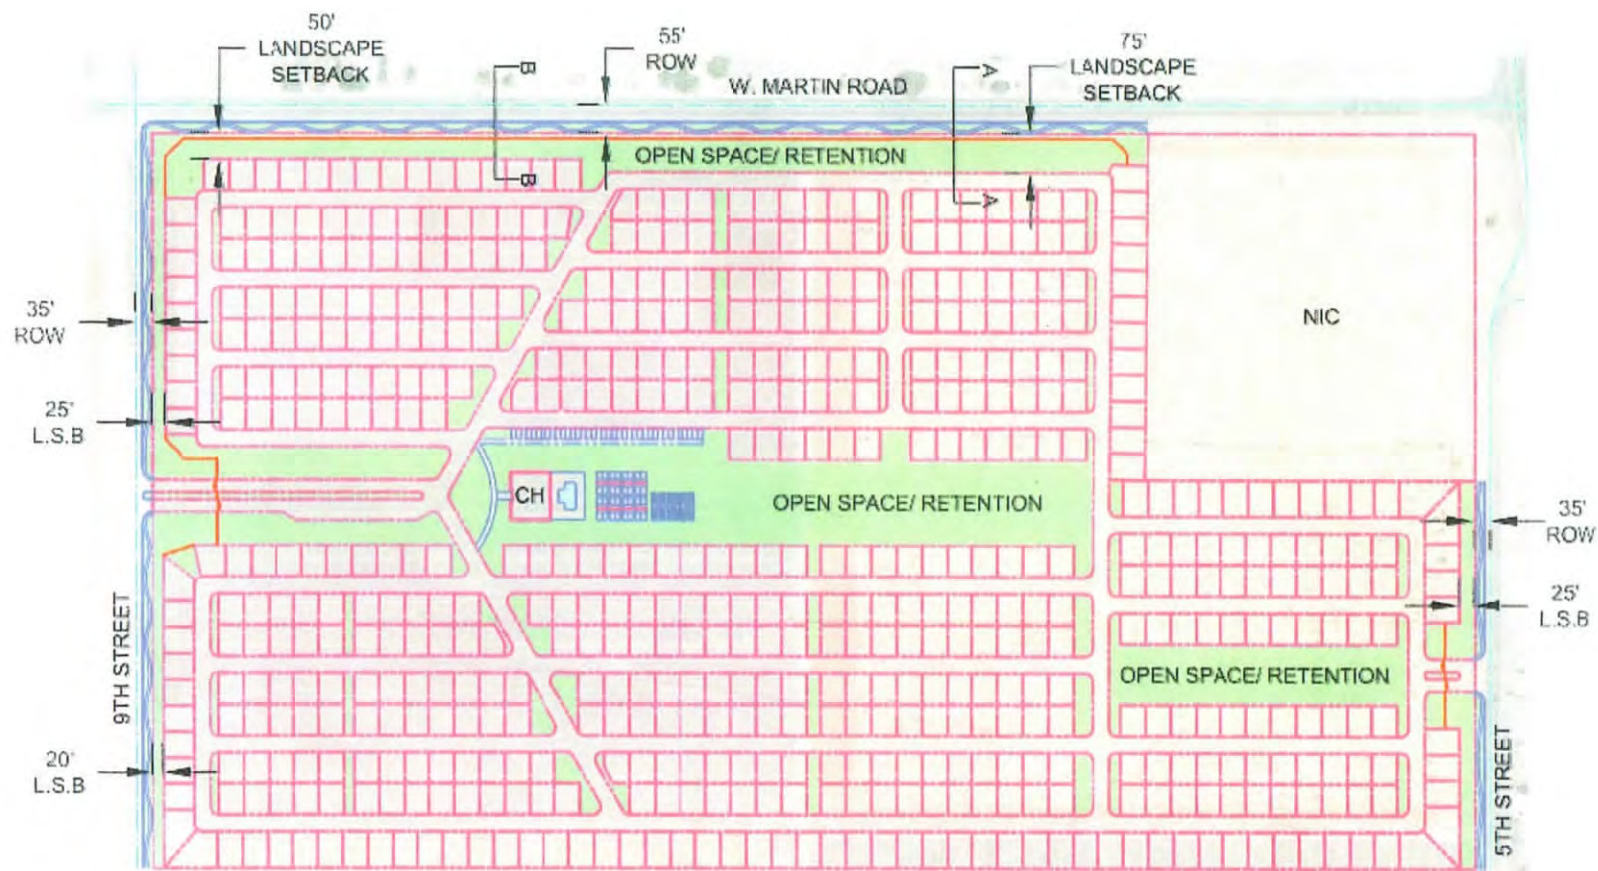 50'
LANDSCAPE
SETBACK
55'
ROW
75'
LANDSCAPE
SETBACK
W. MARTIN ROAD
B
A
OPEN SPACE/ RETENTION
B
A
35'
ROW
NIC
25'
L.S.B
CH
OPEN SPACE/ RETENTION
35'
ROW
25'
L.S.B
9TH STREET
OPEN SPACE/ RETENTION
20'
L.S.B
5TH STREET